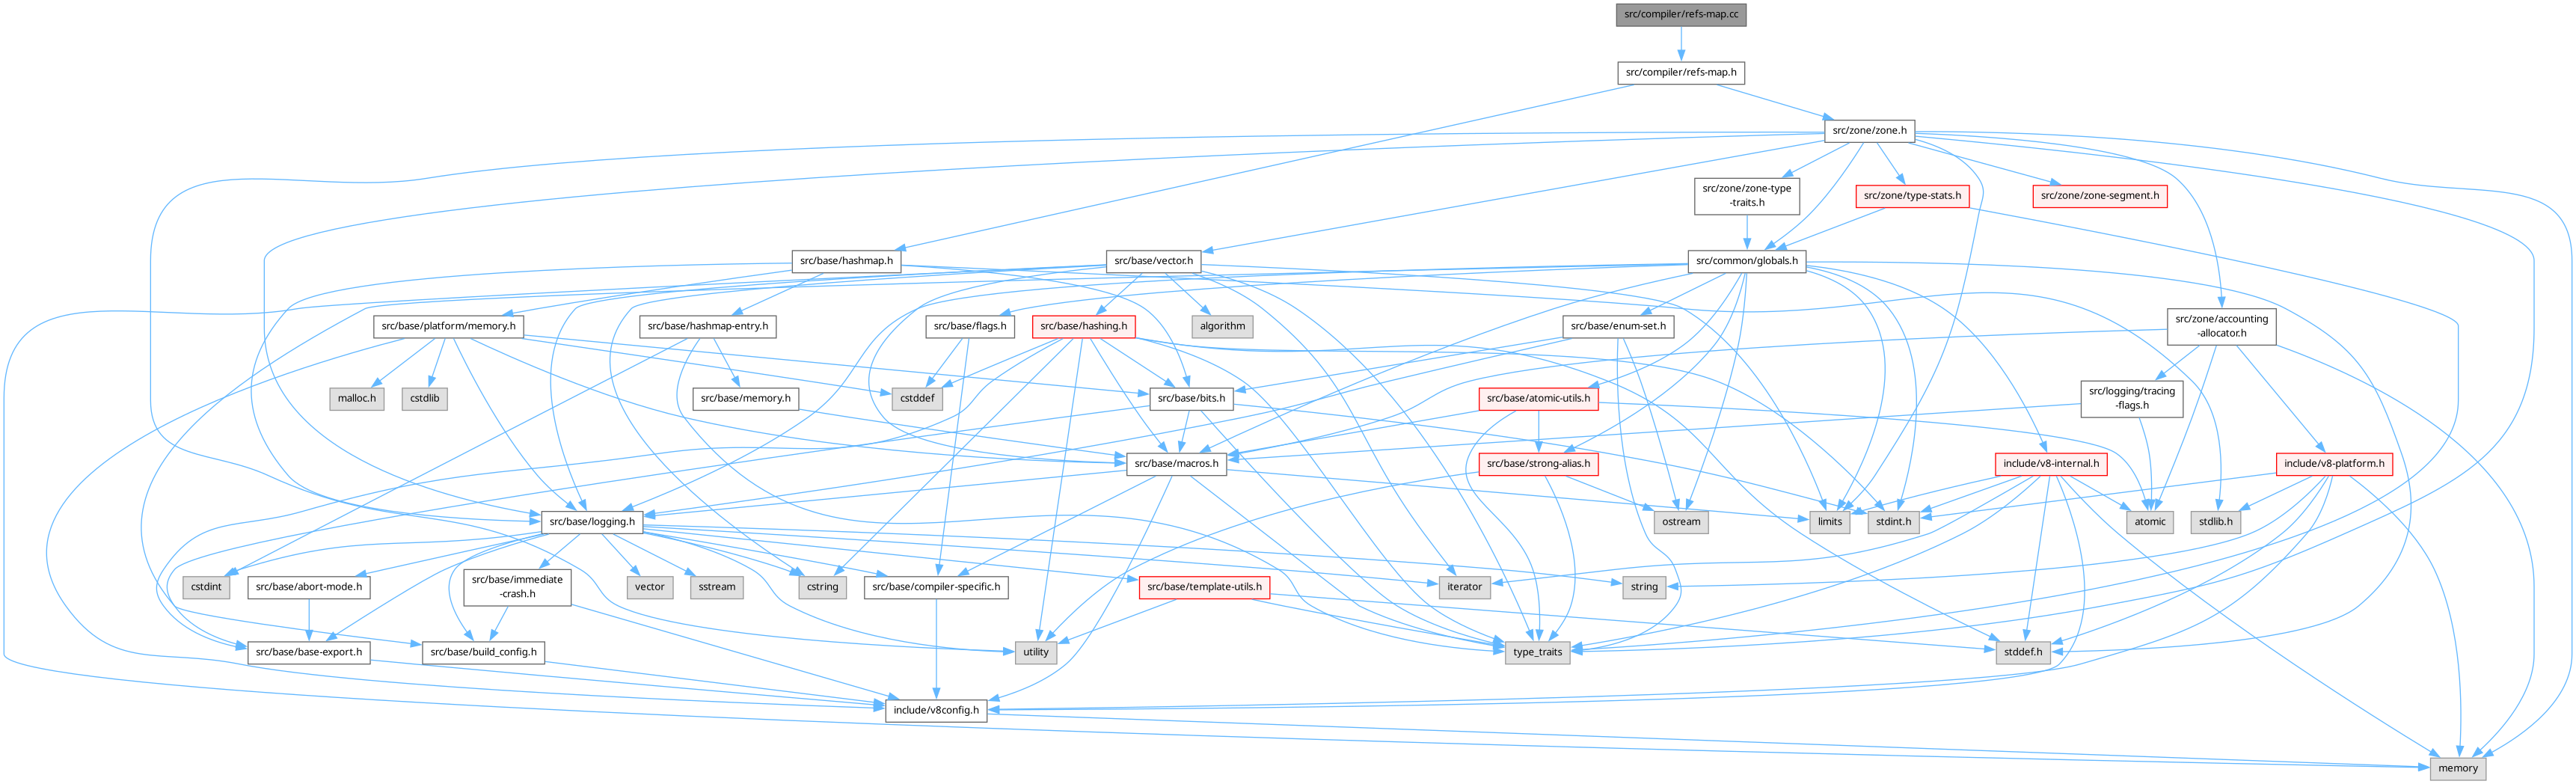 src/compiler/refs-map.cc
src/compiler/refs-map.h
src/zone/zone.h
src/zone/zone-type
-traits.h
src/zone/type-stats.h
src/zone/zone-segment.h
src/base/hashmap.h
src/base/vector.h
src/common/globals.h
src/base/platform/memory.h
src/base/hashmap-entry.h
src/base/flags.h
src/base/hashing.h
algorithm
src/base/enum-set.h
src/zone/accounting
-allocator.h
malloc.h
cstdlib
src/base/memory.h
cstddef
src/base/bits.h
src/base/atomic-utils.h
src/logging/tracing
-flags.h
src/base/macros.h
src/base/strong-alias.h
include/v8-internal.h
include/v8-platform.h
src/base/logging.h
ostream
limits
stdint.h
atomic
stdlib.h
cstdint
src/base/abort-mode.h
src/base/immediate
-crash.h
vector
sstream
cstring
src/base/compiler-specific.h
src/base/template-utils.h
iterator
string
src/base/base-export.h
src/base/build_config.h
utility
type_traits
stddef.h
include/v8config.h
memory